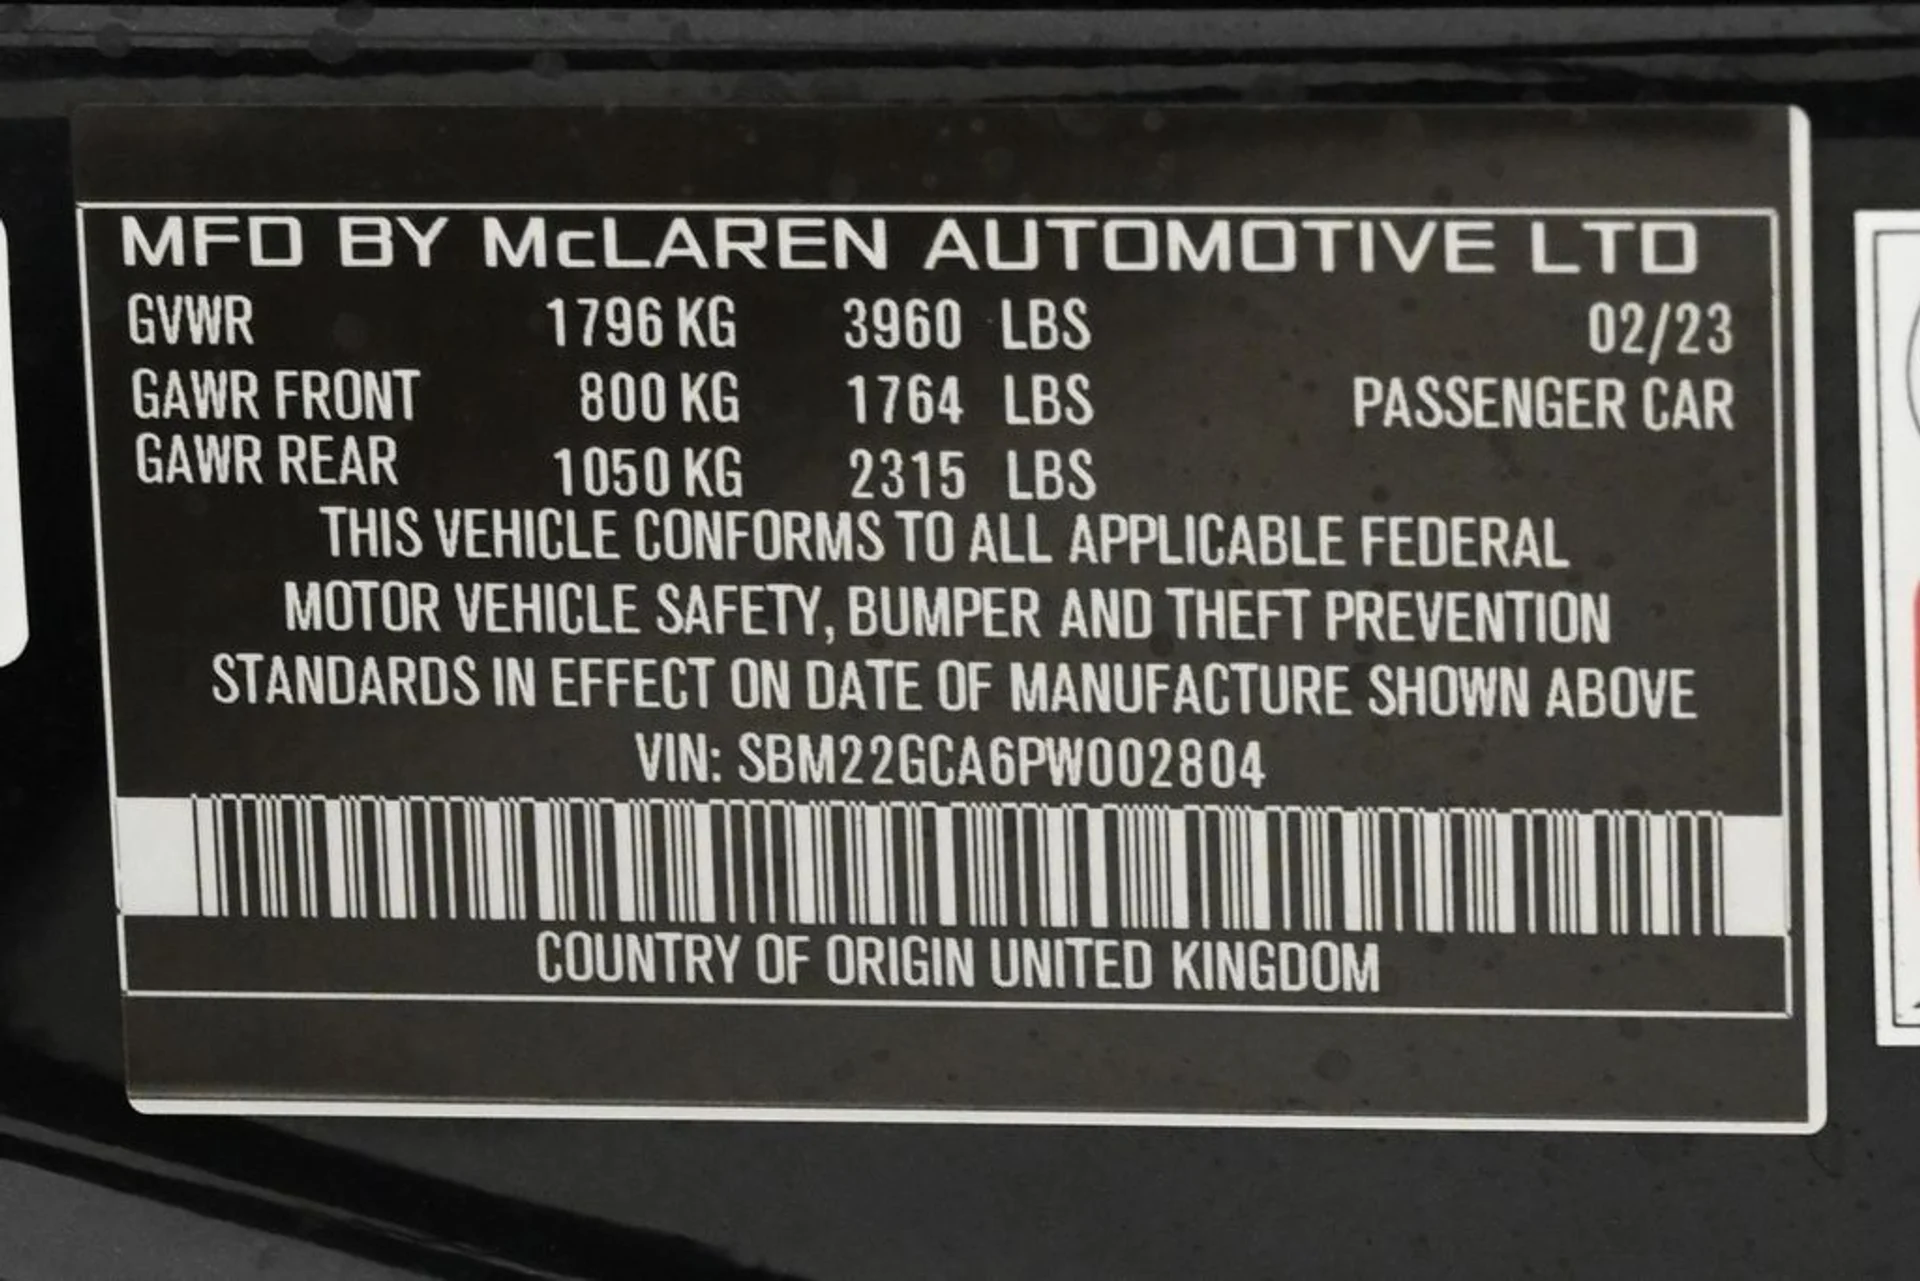 MFD BY McLAREN AUTOMOTIVE LTD
GVWR 1796 KG 3960 LBS 02/23
GAWR FRONT 800 KG 1764 LBS PASSENGER CAR
GAWR REAR 1050 KG 2315 LBS
THIS VEHICLE CONFORMS TO ALL APPLICABLE FEDERAL
MOTOR VEHICLE SAFETY, BUMPER AND THEFT PREVENTION
STANDARDS IN EFFECT ON DATE OF MANUFACTURE SHOWN ABOVE
VIN: SBM22GCA6PW002804
COUNTRY OF ORIGIN UNITED KINGDOM